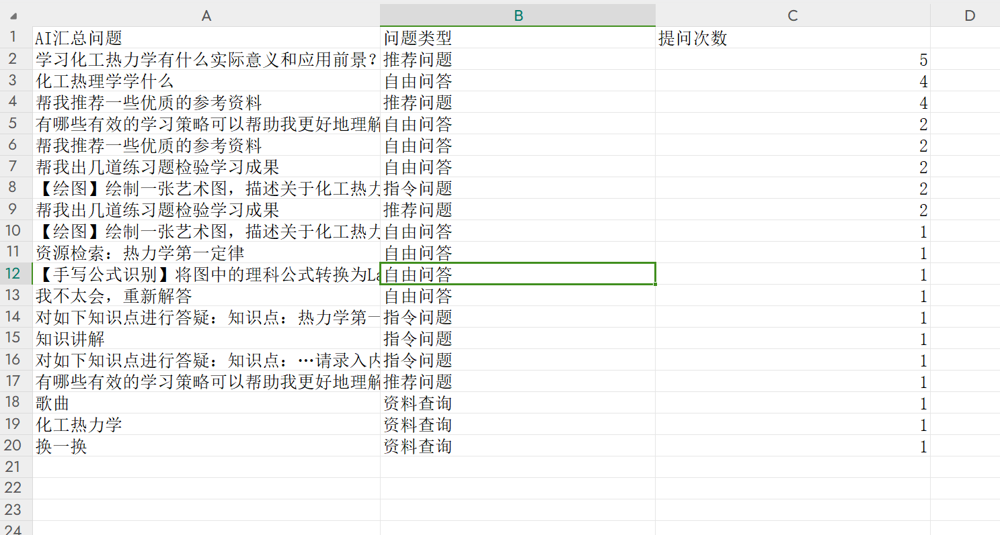 A B C D
1 AI汇总问题 问题类型 提问次数
2 学习化工热力学有什么实际意义和应用前景? 推荐问题 5
3 化工热理学学什么 自由问答 4
4 帮我推荐一些优质的参考资料 推荐问题 4
5 有哪些有效的学习策略可以帮助我更好地理解 自由问答 2
6 帮我推荐一些优质的参考资料 自由问答 2
7 帮我出几道练习题检验学习成果 自由问答 2
8 【绘图】绘制一张艺术图，描述关于化工热力 指令问题 2
9 帮我出几道练习题检验学习成果 推荐问题 2
10 【绘图】绘制一张艺术图，描述关于化工热力 自由问答 1
11 资源检索：热力学第一定律 自由问答 1
12 【手写公式识别】将图中的理科公式转换为La 自由问答 1
13 我不太会，重新解答 自由问答 1
14 对如下知识点进行答疑：知识点：热力学第一 指令问题 1
15 知识讲解 指令问题 1
16 对如下知识点进行答疑：知识点：…请录入内 指令问题 1
17 有哪些有效的学习策略可以帮助我更好地理解 推荐问题 1
18 歌曲 资料查询 1
19 化工热力学 资料查询 1
20 换一换 资料查询 1
21
22
23
24